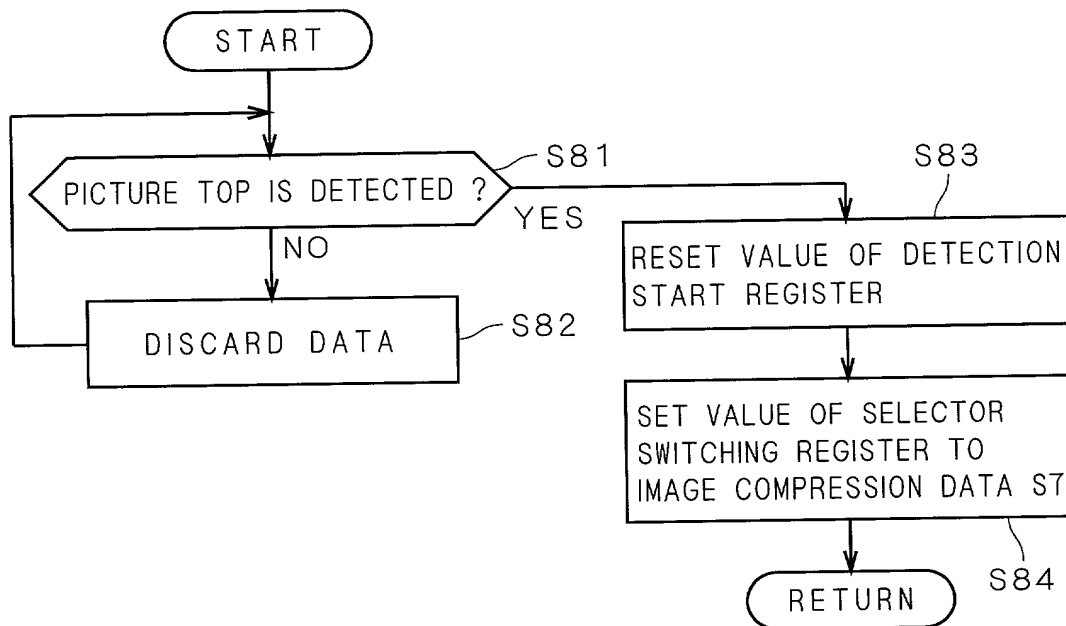 START
PICTURE TOP IS DETECTED ?
S81
YES
NO
DISCARD DATA
S82
S83
RESET VALUE OF DETECTION
START REGISTER
SET VALUE OF SELECTOR
SWITCHING REGISTER TO
IMAGE COMPRESSION DATA S7
S84
RETURN